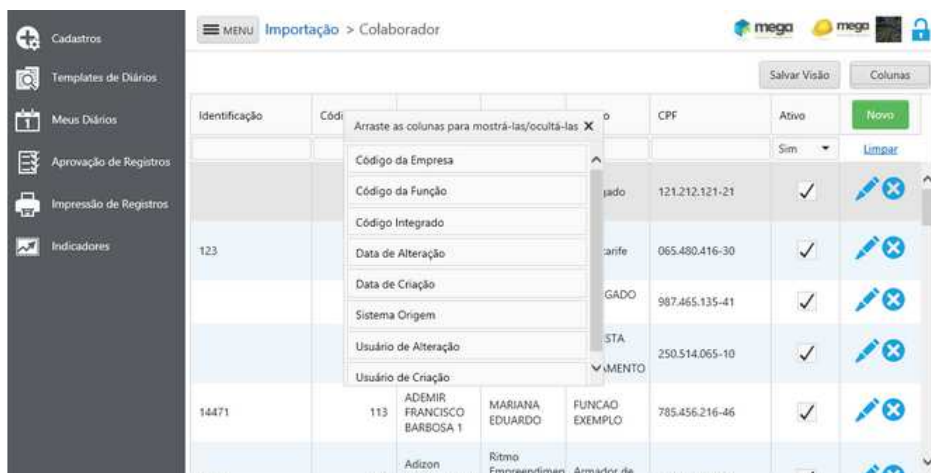 MENU Importação > Colaborador
mega
mega
Cadastros
Templates de Diários
Meus Diários
Aprovação de Registros
Impressão de Registros
Indicadores
Salvar Visão
Colunas
Identificação
CPF
Ativo
Novo
Sim
Limpar
Arraste as colunas para mostrá-las/ocultá-las X
Código da Empresa
Código da Função
Código Integrado
Data de Alteração
Data de Criação
Sistema Origem
Usuário de Alteração
Usuário de Criação
121.212.121-21
123
065.480.416-30
987.465.135-41
250.514.065-10
14471
113
ADEMIR
FRANCISCO
BARBOSA 1
MARIANA
EDUARDO
FUNCAO
EXEMPLO
785.456.216-46
Adizon
Ritmo
Empreendimen
Armador de